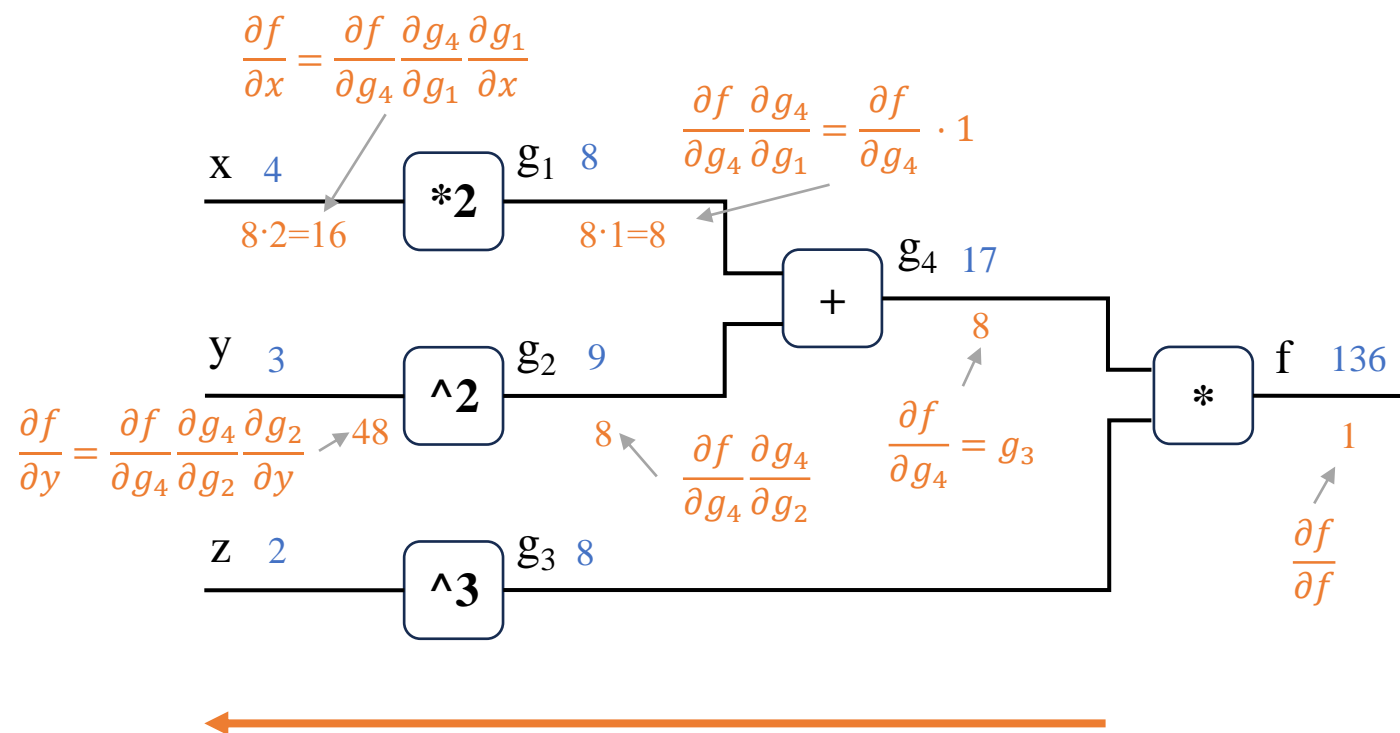 ∂f/∂x = ∂f/∂g₄ ∂g₄/∂g₁ ∂g₁/∂x
∂f/∂g₄ ∂g₄/∂g₁ = ∂f/∂g₄ · 1
x 4
*2
g₁ 8
8·2=16
8·1=8
g₄ 17
+
8
y 3
^2
g₂ 9
f 136
*
∂f/∂y = ∂f/∂g₄ ∂g₄/∂g₂ ∂g₂/∂y
48
8
∂f/∂g₄ ∂g₄/∂g₂
∂f/∂g₄ = g₃
1
∂f/∂f
z 2
^3
g₃ 8